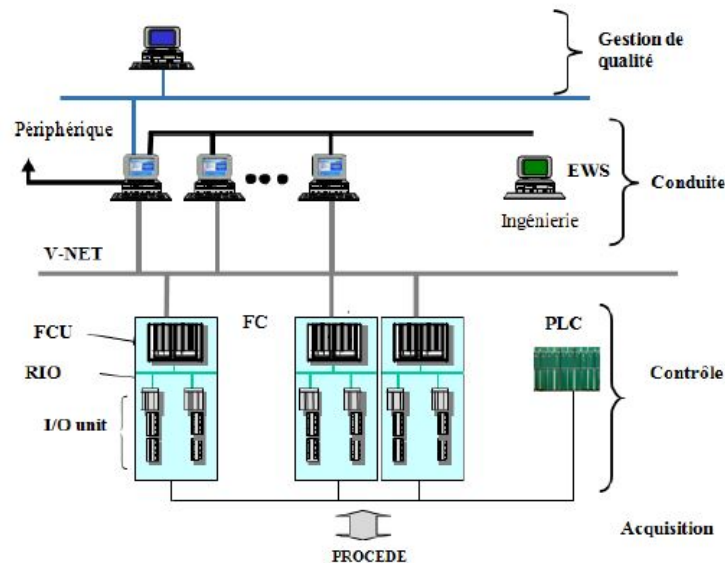 Gestion de
qualité
Périphérique
EWS
Conduite
Ingénierie
V-NET
FCU
FC
PLC
RIO
Contrôle
I/O unit
Acquisition
PROCEDE